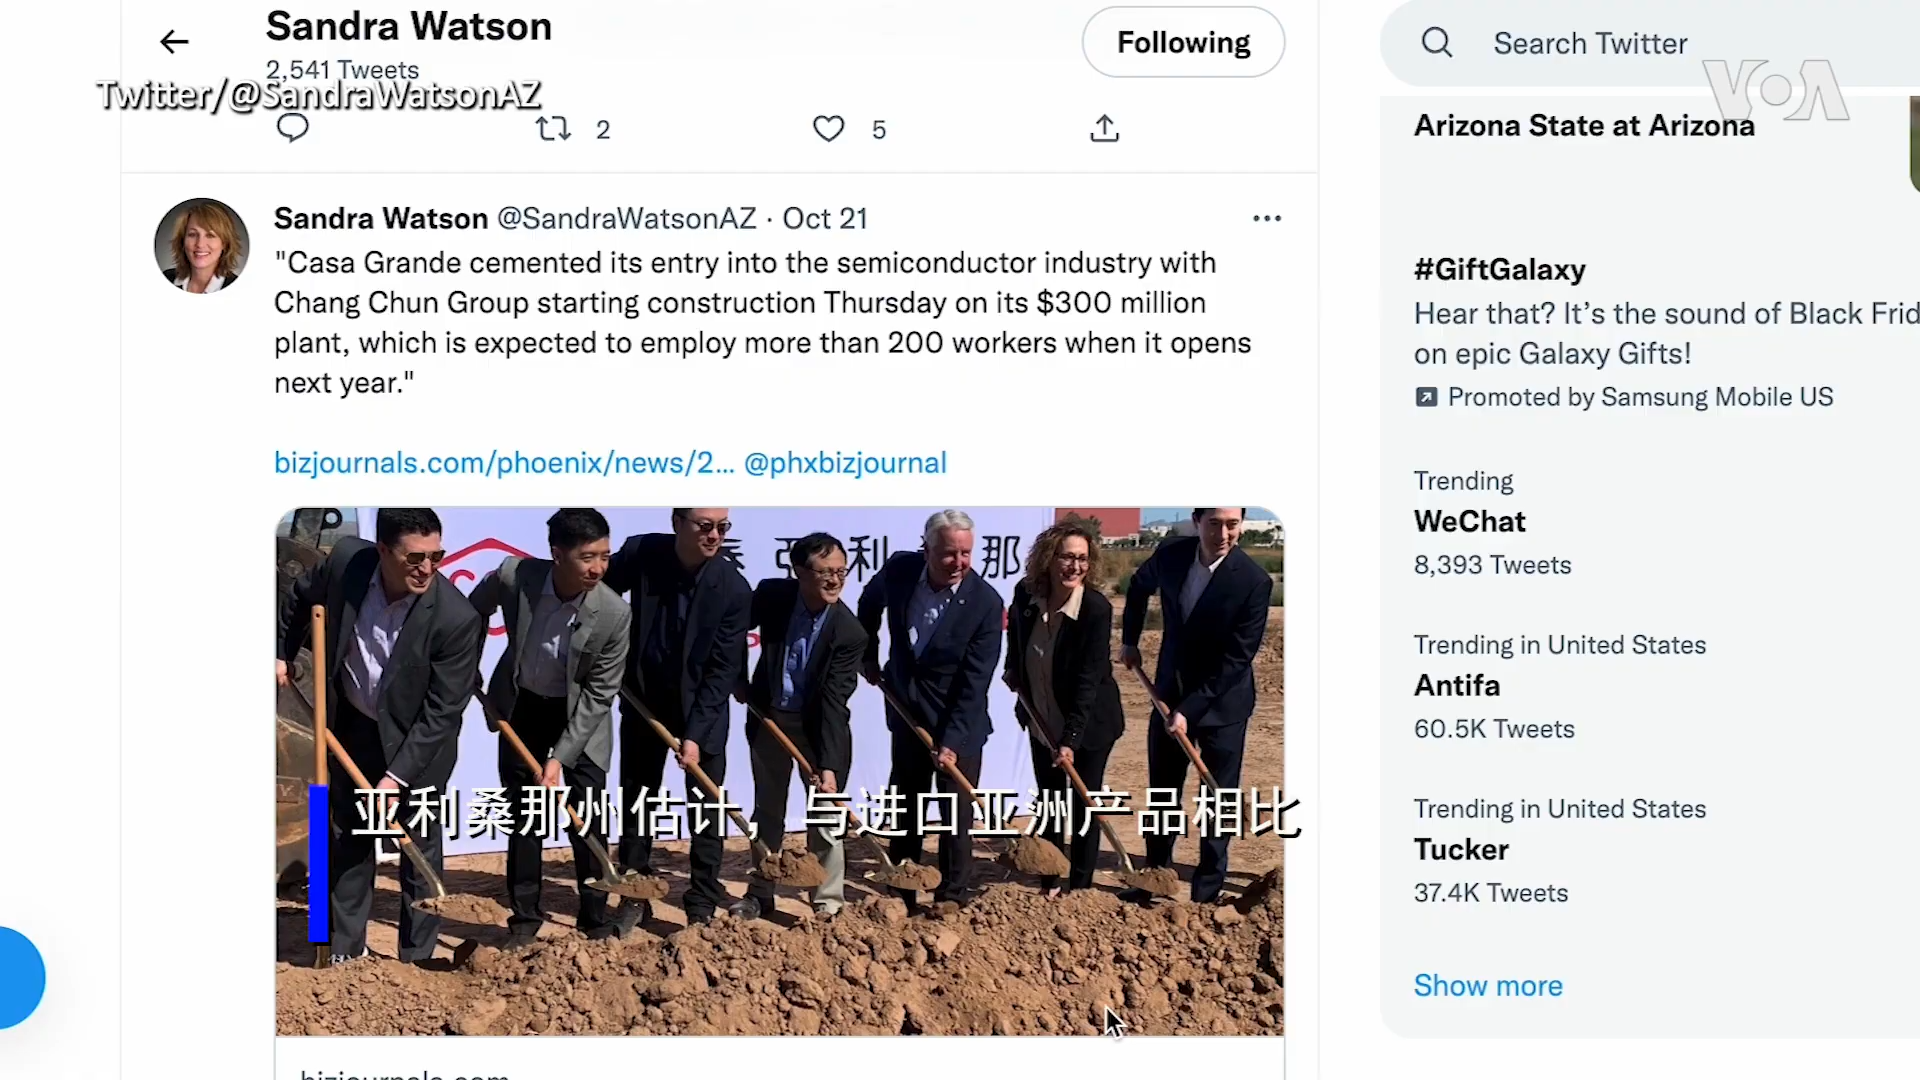 Sandra Watson
2,541 Tweets
Following
Twitter/@SandraWatsonAZ
2
5
Sandra Watson @SandraWatsonAZ · Oct 21
"Casa Grande cemented its entry into the semiconductor industry with
Chang Chun Group starting construction Thursday on its $300 million
plant, which is expected to employ more than 200 workers when it opens
next year."
bizjournals.com/phoenix/news/2... @phxbizjournal
利
那
亚利桑那州估计，与进口亚洲产品相比
bizjournals.com
Search Twitter
VOA
Arizona State at Arizona
#GiftGalaxy
Hear that? It's the sound of Black Frid
on epic Galaxy Gifts!
Promoted by Samsung Mobile US
Trending
WeChat
8,393 Tweets
Trending in United States
Antifa
60.5K Tweets
Trending in United States
Tucker
37.4K Tweets
Show more